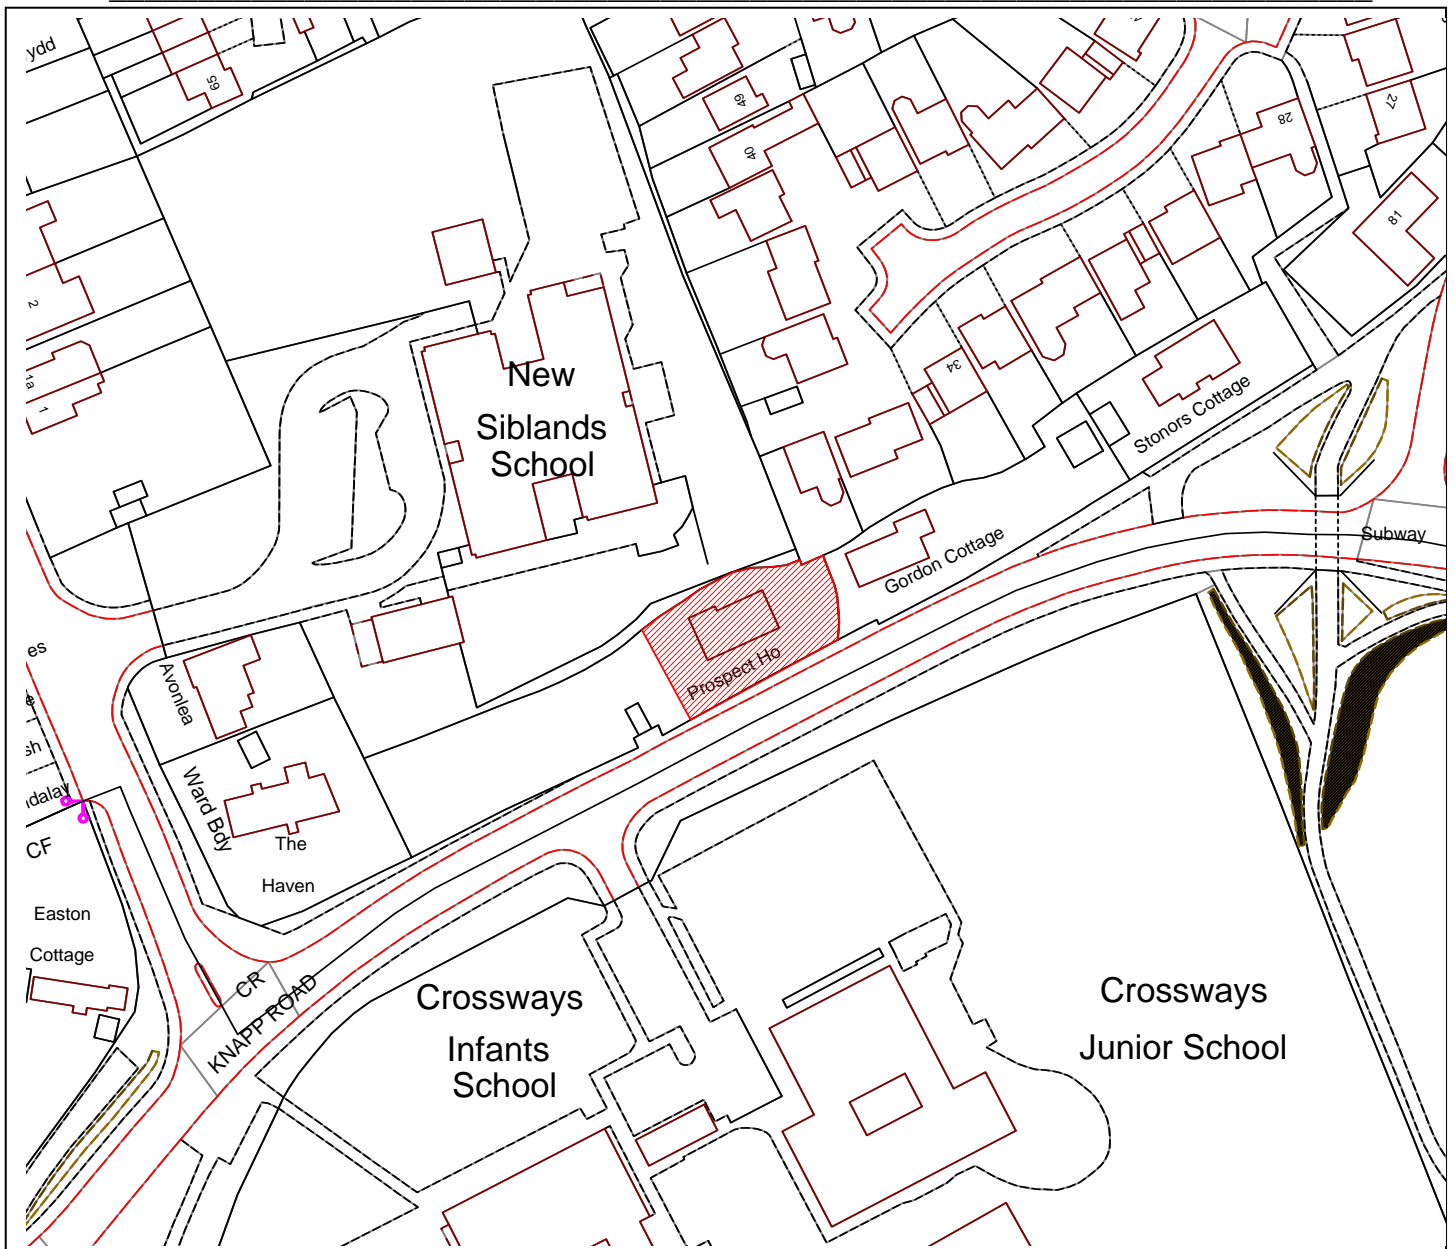 ydd
65
49
40
28
27
81
2
1a
1
New
Siblands
School
34
Stonors Cottage
Subway
Gordon Cottage
Prospect Ho
es
e
sh
dalay
Avonlea
Ward Bdy
The
Haven
CF
Easton
Cottage
CR
KNAPP ROAD
Crossways
Infants
School
Crossways
Junior School